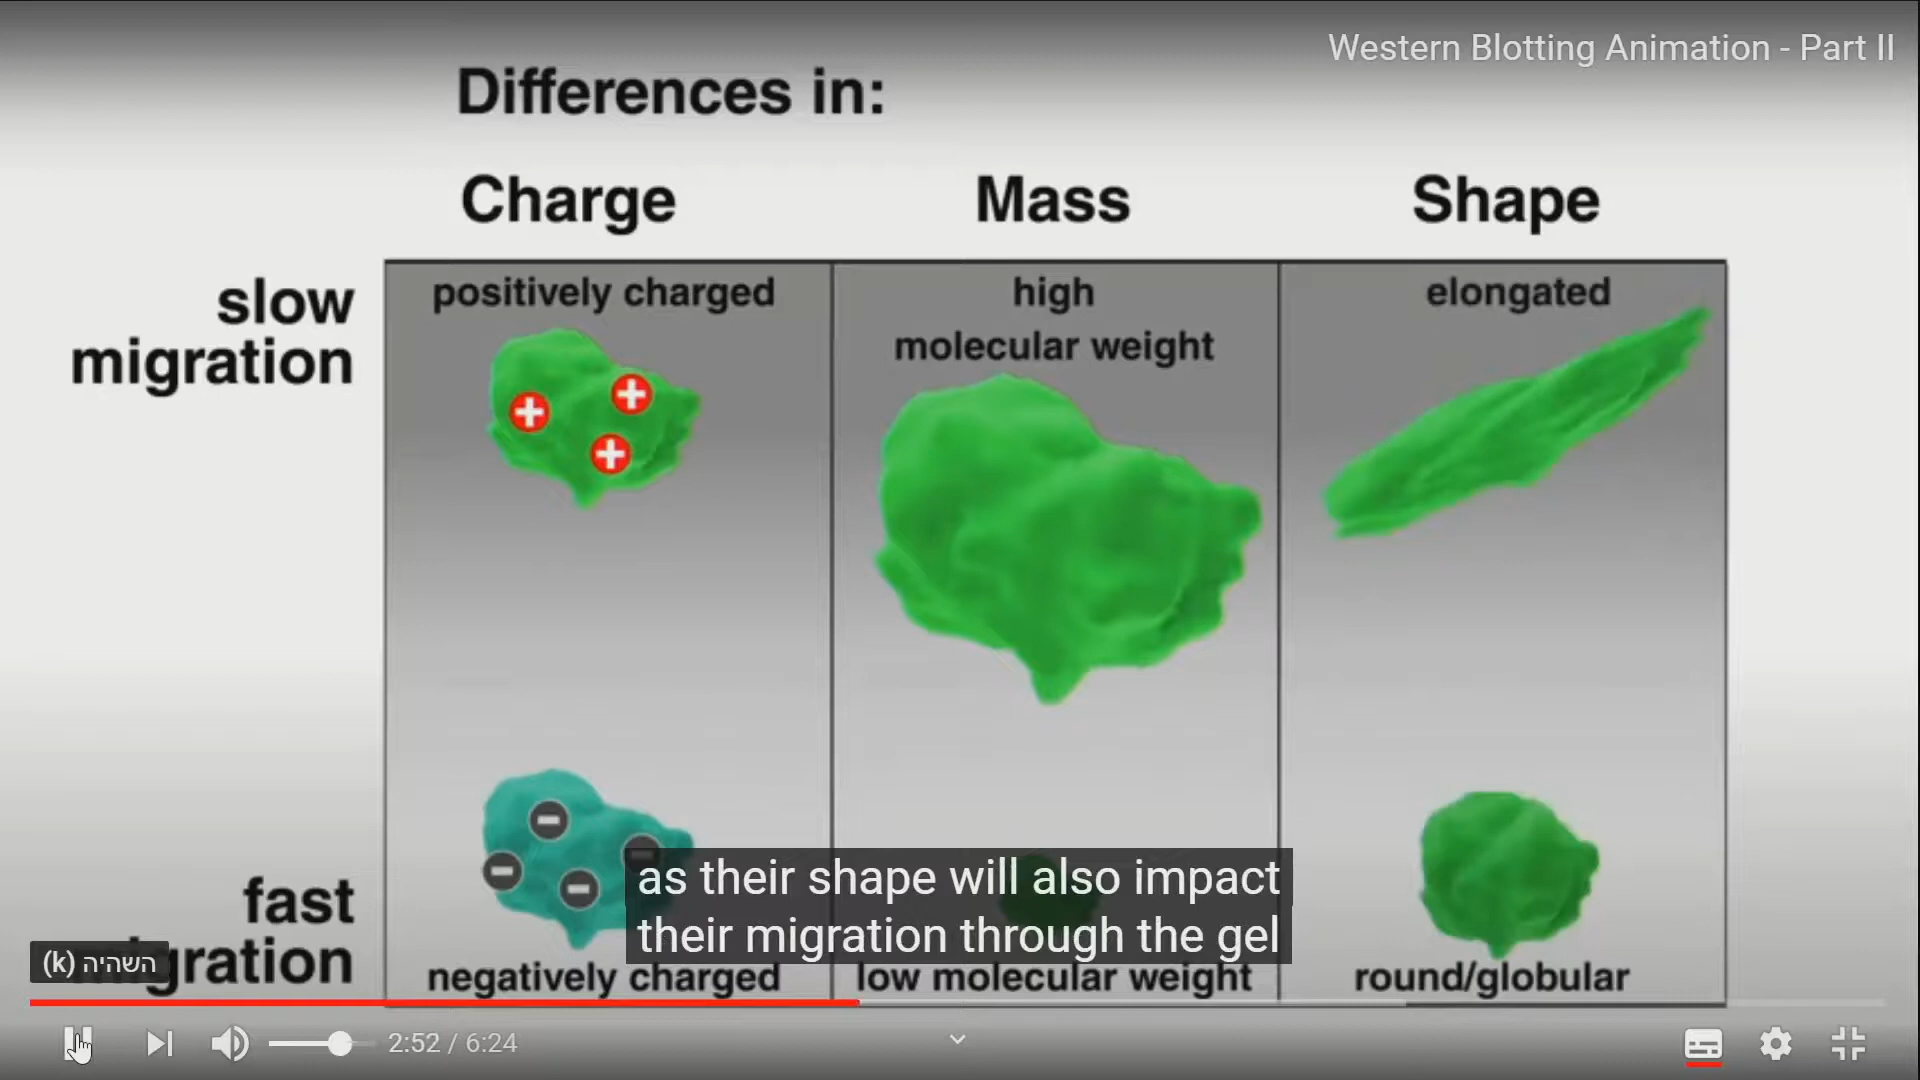 Western Blotting Animation - Part II
Differences in:
Charge
Mass
Shape
slow
migration
positively charged
high
molecular weight
elongated
fast
migration
negatively charged
low molecular weight
round/globular
as their shape will also impact
their migration through the gel
השהיה (k)
2:52 / 6:24